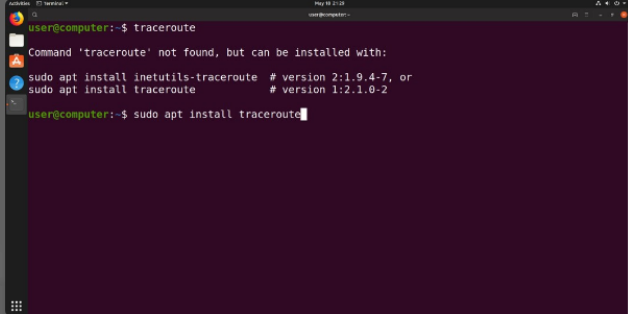 Activities Terminal May 18 21:29
user@computer:~
user@computer:~$ traceroute
Command 'traceroute' not found, but can be installed with:
sudo apt install inetutils-traceroute # version 2:1.9.4-7, or
sudo apt install traceroute # version 1:2.1.0-2
user@computer:~$ sudo apt install traceroute